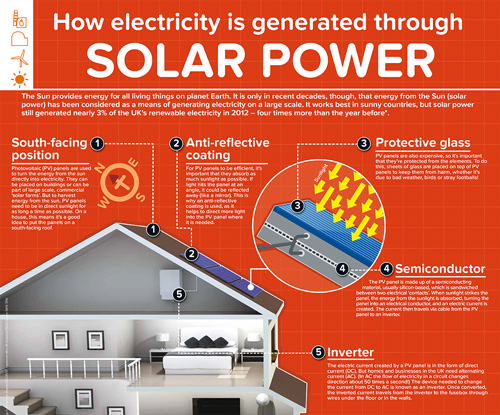 How electricity is generated through
SOLAR POWER
The Sun provides energy for all living things on planet Earth. It is only in recent decades, though, that energy from the Sun (solar
power) has been considered as a means of generating electricity on a large scale. It works best in sunny countries, but solar power
still generated nearly 3% of the UK's renewable electricity in 2012 – four times more than the year before*.
South-facing
position
1
Photovoltaic (PV) panels are
used to turn the energy from the sun
directly into electricity. They can
be placed on buildings or can be
part of large scale, commercial
'solar farms'. But to harvest
energy from the sun, PV panels
need to be in direct sunlight for
as long a time as possible. On a
house, this means it's a good
idea to put the panels on a
south-facing roof.
2
Anti-reflective
coating
For PV panels to be efficient, it's
important that they absorb as
much sunlight as possible. If
light hits the panel at an
angle, it could be reflected
away (like a mirror). This is
why an anti-reflective
coating is used, as it
helps to direct more light
into the PV panel where
it is needed.
3
Protective glass
PV panels are also expensive, so it's important
that they're protected from the elements. To do
this, sheets of glass are placed on top of PV
panels to keep them from harm, whether it's
due to bad weather, birds or stray footballs!
Sunlight
N
E
S
W
1
2
3
4
5
4
Semiconductor
The PV panel is made up of a semiconducting
material, usually silicon-based, which is sandwiched
between two electrical 'contacts'. When sunlight strikes the
panel, the energy from the sunlight is absorbed, turning the
panel into an electrical conductor, and an electric current is
created. The current then travels via cable from the PV
panel to an inverter.
5
Inverter
The electric current created by a PV panel is in the form of direct
current (DC). But homes and businesses in the UK need alternating
current (AC). (In AC the flow of electricity in a circuit changes
direction about 50 times a second!) The device needed to change
the current from DC to AC is known as an inverter. Once converted,
the inverted current travels from the inverter to the fusebox through
wires under the floor or in the walls.